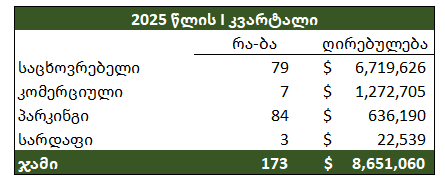 2025 წლის I კვარტალი
რა-ბა ღირებულება
საცხოვრებელი 79 $ 6,719,626
კომერციული 7 $ 1,272,705
პარკინგი 84 $ 636,190
სარდაფი 3 $ 22,539
ჯამი 173 $ 8,651,060